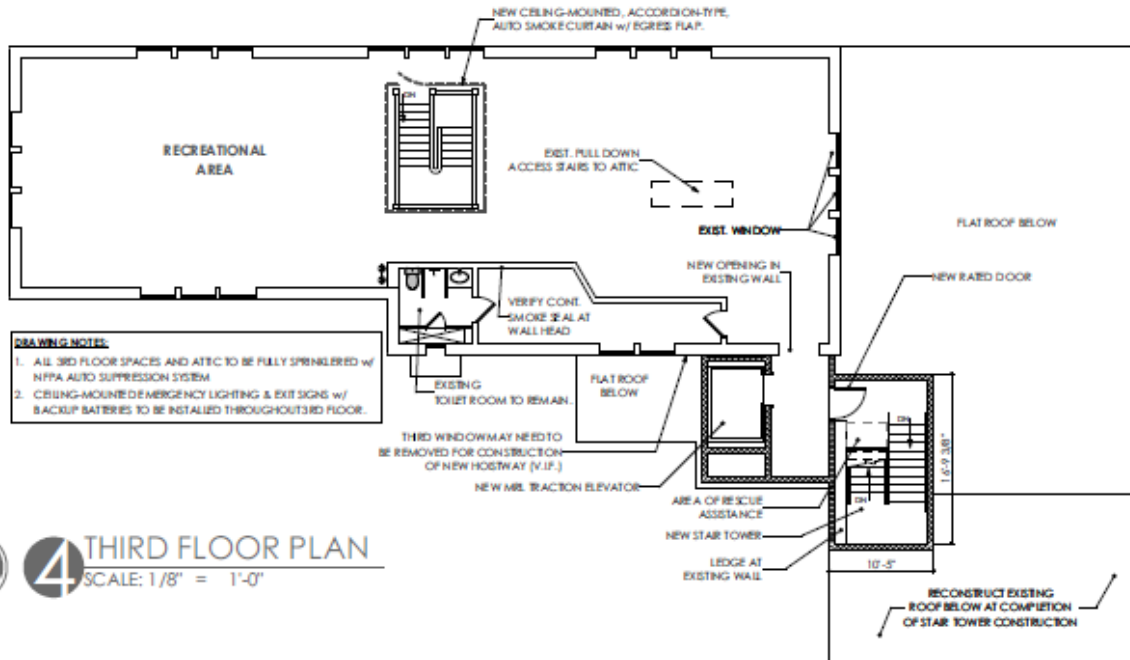 NEW CEILING-MOUNTED, ACCORDION-TYPE,
AUTO SMOKE CURTAIN w/ EGRESS FLAP.
DN
RECREATIONAL
AREA
EXIST. PULL DOWN
ACCESS STAIRS TO ATTIC
EXIST. WINDOW
FLAT ROOF BELOW
NEW OPENING IN
EXISTING WALL
NEW RATED DOOR
VERIFY CONT.
SMOKE SEAL AT
WALL HEAD
DRAWING NOTES:
1. ALL 3RD FLOOR SPACES AND ATTIC TO BE FULLY SPRINKLERED w/
NFPA AUTO SUPPRESSION SYSTEM
2. CEILING-MOUNTED EMERGENCY LIGHTING & EXIT SIGNS w/
BACKUP BATTERIES TO BE INSTALLED THROUGHOUT 3RD FLOOR.
EXISTING
TOILET ROOM TO REMAIN.
FLAT ROOF
BELOW
DN
THIRD WINDOW MAY NEED TO
BE REMOVED FOR CONSTRUCTION
OF NEW HOISTWAY (V.I.F.)
NEW MRL TRACTION ELEVATOR
AREA OF RESCUE
ASSISTANCE
DN
16'-9 3/8"
NEW STAIR TOWER
LEDGE AT
EXISTING WALL
10'-5"
4
THIRD FLOOR PLAN
SCALE: 1/8" = 1'-0"
RECONSTRUCT EXISTING
ROOF BELOW AT COMPLETION
OF STAIR TOWER CONSTRUCTION